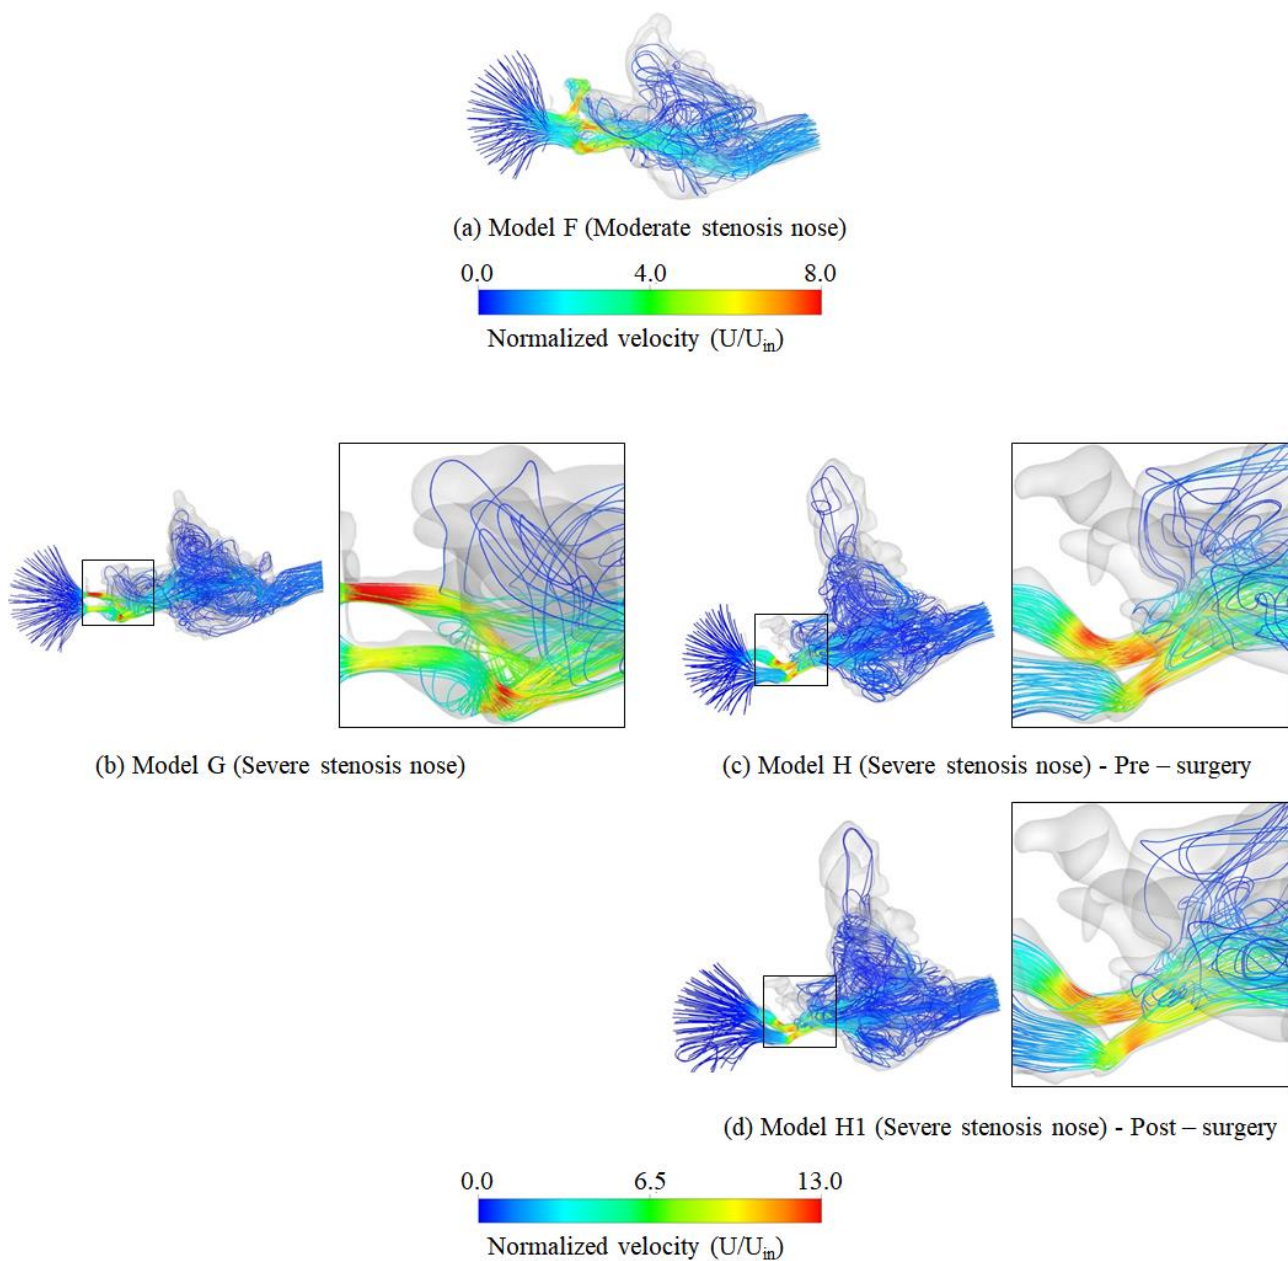 (a) Model F (Moderate stenosis nose)
0.0 4.0 8.0
Normalized velocity (U/Uin)
(b) Model G (Severe stenosis nose)
(c) Model H (Severe stenosis nose) - Pre – surgery
(d) Model H1 (Severe stenosis nose) - Post – surgery
0.0 6.5 13.0
Normalized velocity (U/Uin)